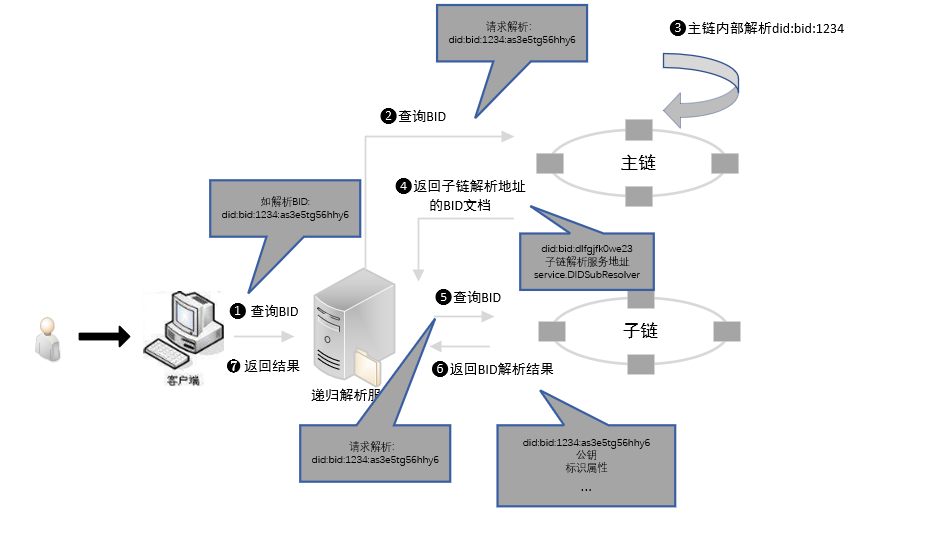 请求解析:
did:bid:1234:as3e5tg56hhy6
❸主链内部解析did:bid:1234
❷查询BID
主链
❹返回子链解析地址
的BID文档
如解析BID:
did:bid:1234:as3e5tg56hhy6
did:bid:dlfgjfk0we23
子链解析服务地址
service.DIDSubResolver
❶ 查询BID
❺查询BID
子链
❼返回结果
❻返回BID解析结果
客户端
递归解析服
请求解析:
did:bid:1234:as3e5tg56hhy6
did:bid:1234:as3e5tg56hhy6
公钥
标识属性
...